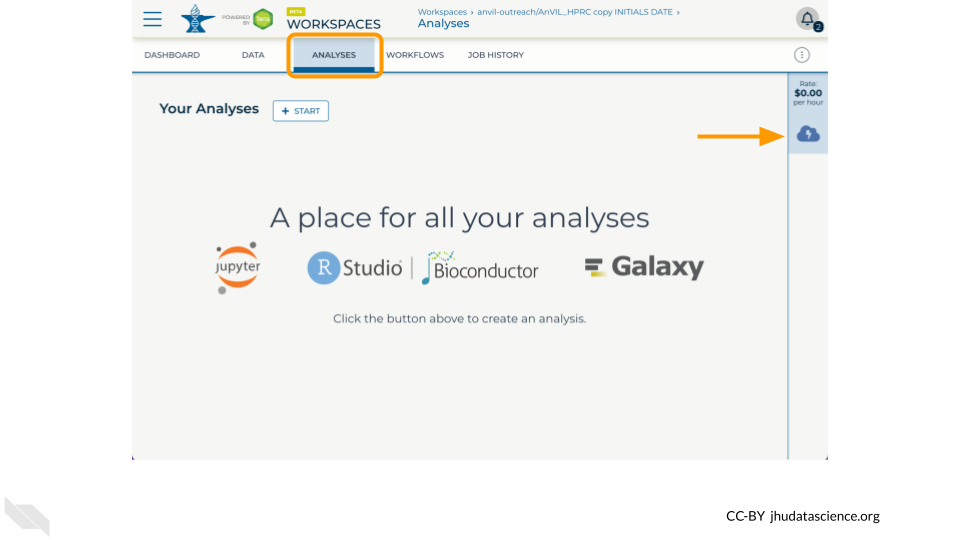 POWERED BY
Terra
BETA
WORKSPACES
Workspaces › anvil-outreach/AnVIL_HPRC copy INITIALS DATE ›
Analyses
2
DASHBOARD DATA ANALYSES WORKFLOWS JOB HISTORY
Rate:
$0.00
per hour
Your Analyses + START
A place for all your analyses
jupyter R Studio Bioconductor Galaxy
Click the button above to create an analysis.
CC-BY jhudatascience.org